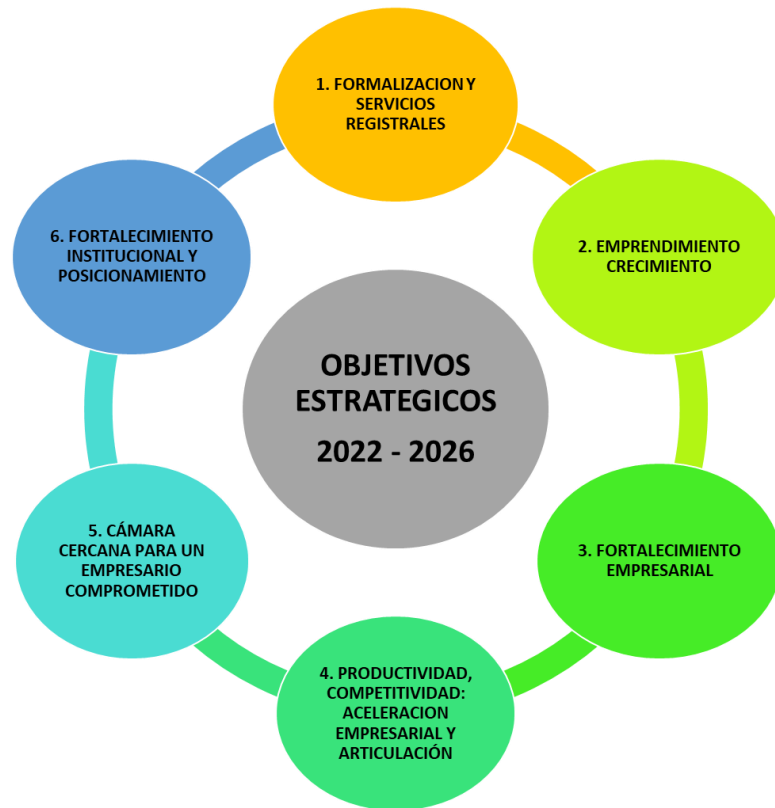 1. FORMALIZACION Y
SERVICIOS
REGISTRALES
2. EMPRENDIMIENTO
CRECIMIENTO
3. FORTALECIMIENTO
EMPRESARIAL
4. PRODUCTIVIDAD,
COMPETITIVIDAD:
ACELERACION
EMPRESARIAL Y
ARTICULACIÓN
5. CÁMARA
CERCANA PARA UN
EMPRESARIO
COMPROMETIDO
6. FORTALECIMIENTO
INSTITUCIONAL Y
POSICIONAMIENTO
OBJETIVOS
ESTRATEGICOS
2022 - 2026